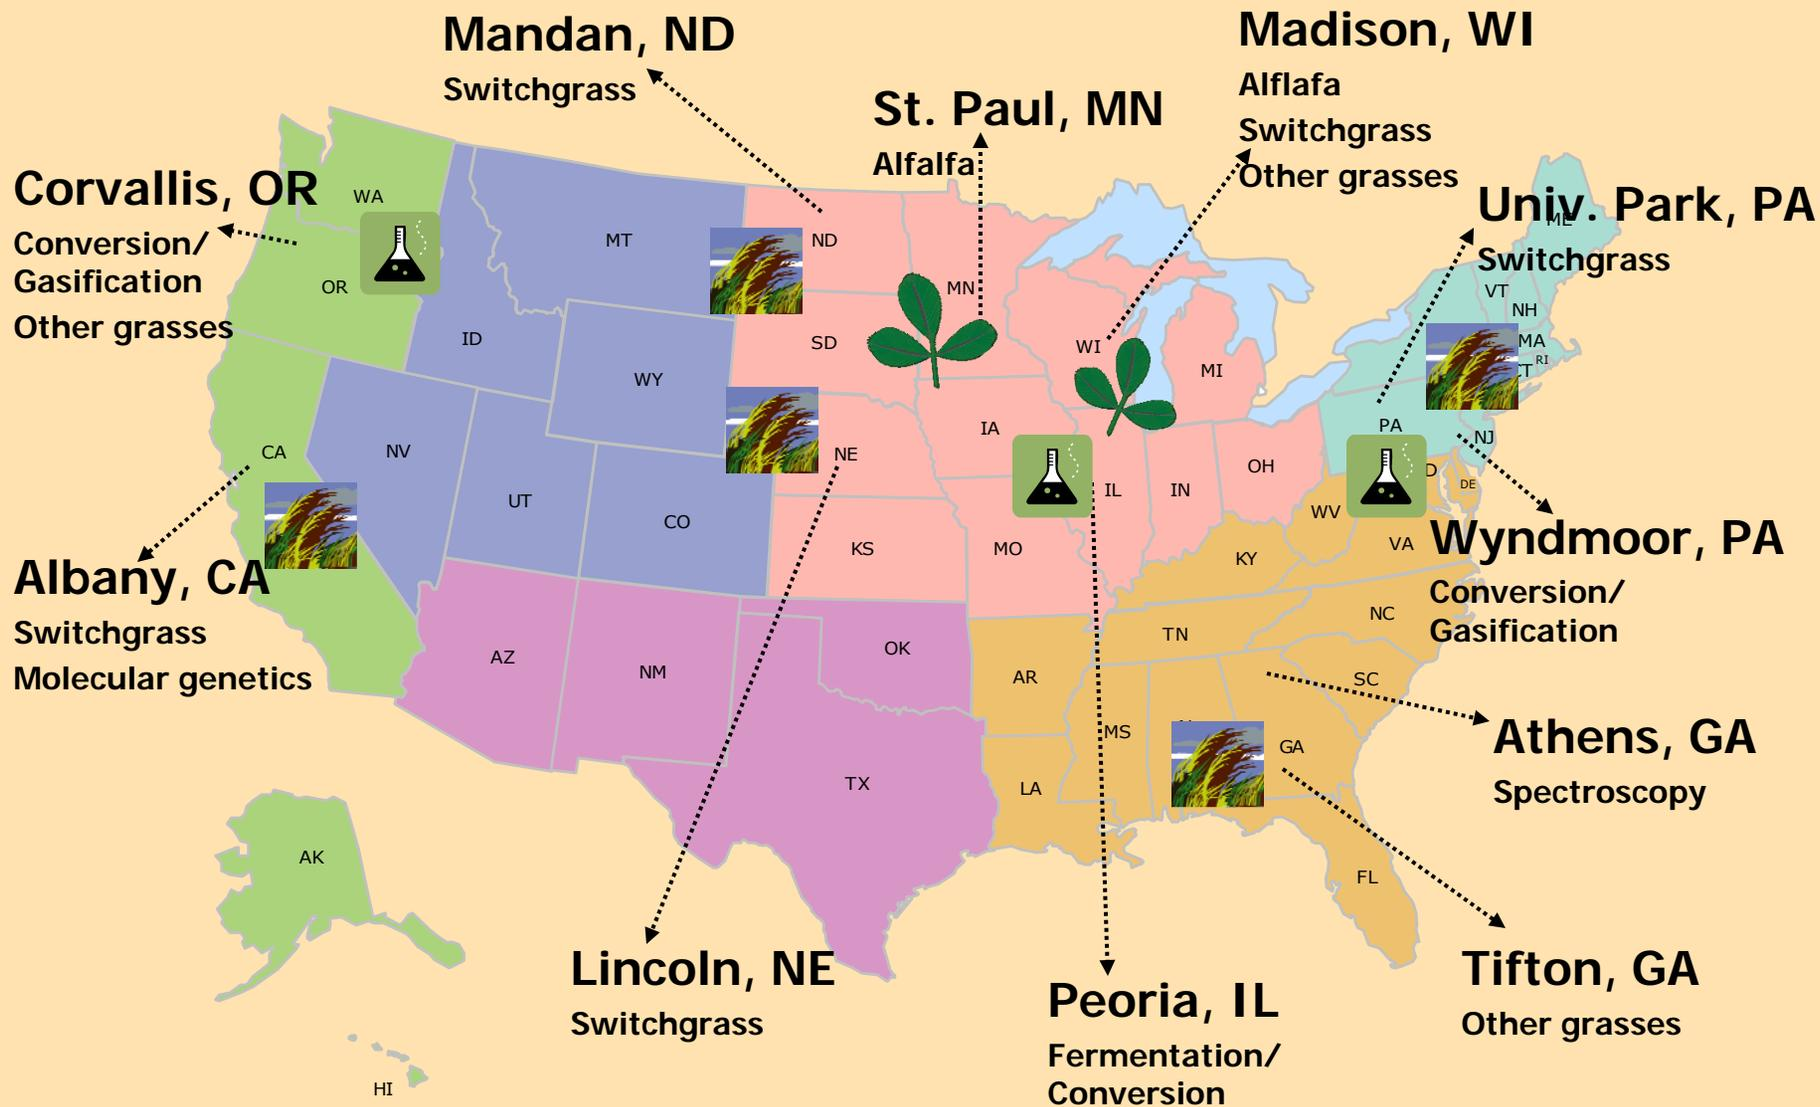 Mandan, ND
Switchgrass
St. Paul, MN
Alfalfa
Madison, WI
Alflafa
Switchgrass
Other grasses
Corvallis, OR
Conversion/
Gasification
Other grasses
Univ. Park, PA
Switchgrass
Albany, CA
Switchgrass
Molecular genetics
Wyndmoor, PA
Conversion/
Gasification
Athens, GA
Spectroscopy
Lincoln, NE
Switchgrass
Peoria, IL
Fermentation/
Conversion
Tifton, GA
Other grasses
WA
OR
CA
MT
ID
WY
NV
UT
CO
AZ
NM
ND
SD
NE
KS
OK
TX
MN
IA
MO
WI
IL
MI
IN
OH
KY
TN
AR
LA
MS
GA
FL
SC
NC
VA
WV
DE
PA
NJ
ME
VT
NH
MA
RI
AK
HI